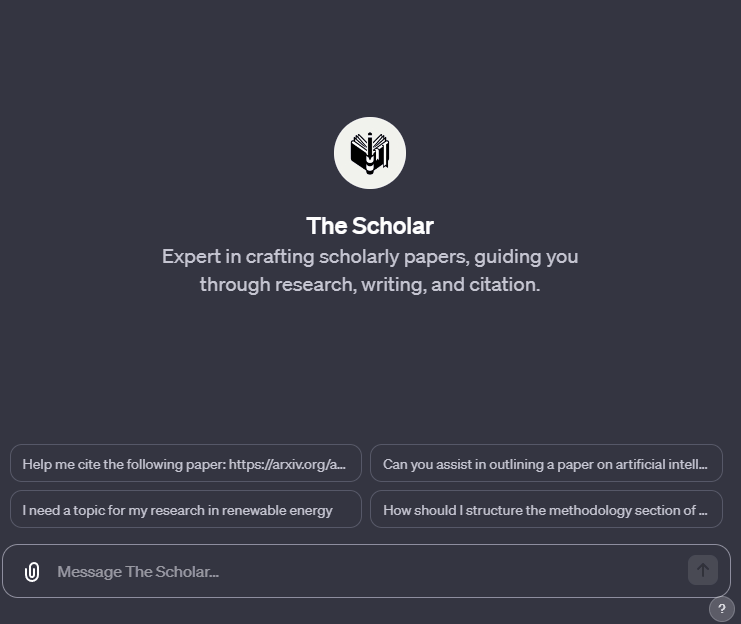 The Scholar
Expert in crafting scholarly papers, guiding you
through research, writing, and citation.
Help me cite the following paper: https://arxiv.org/a...
Can you assist in outlining a paper on artificial intell...
I need a topic for my research in renewable energy
How should I structure the methodology section of ...
Message The Scholar...
?